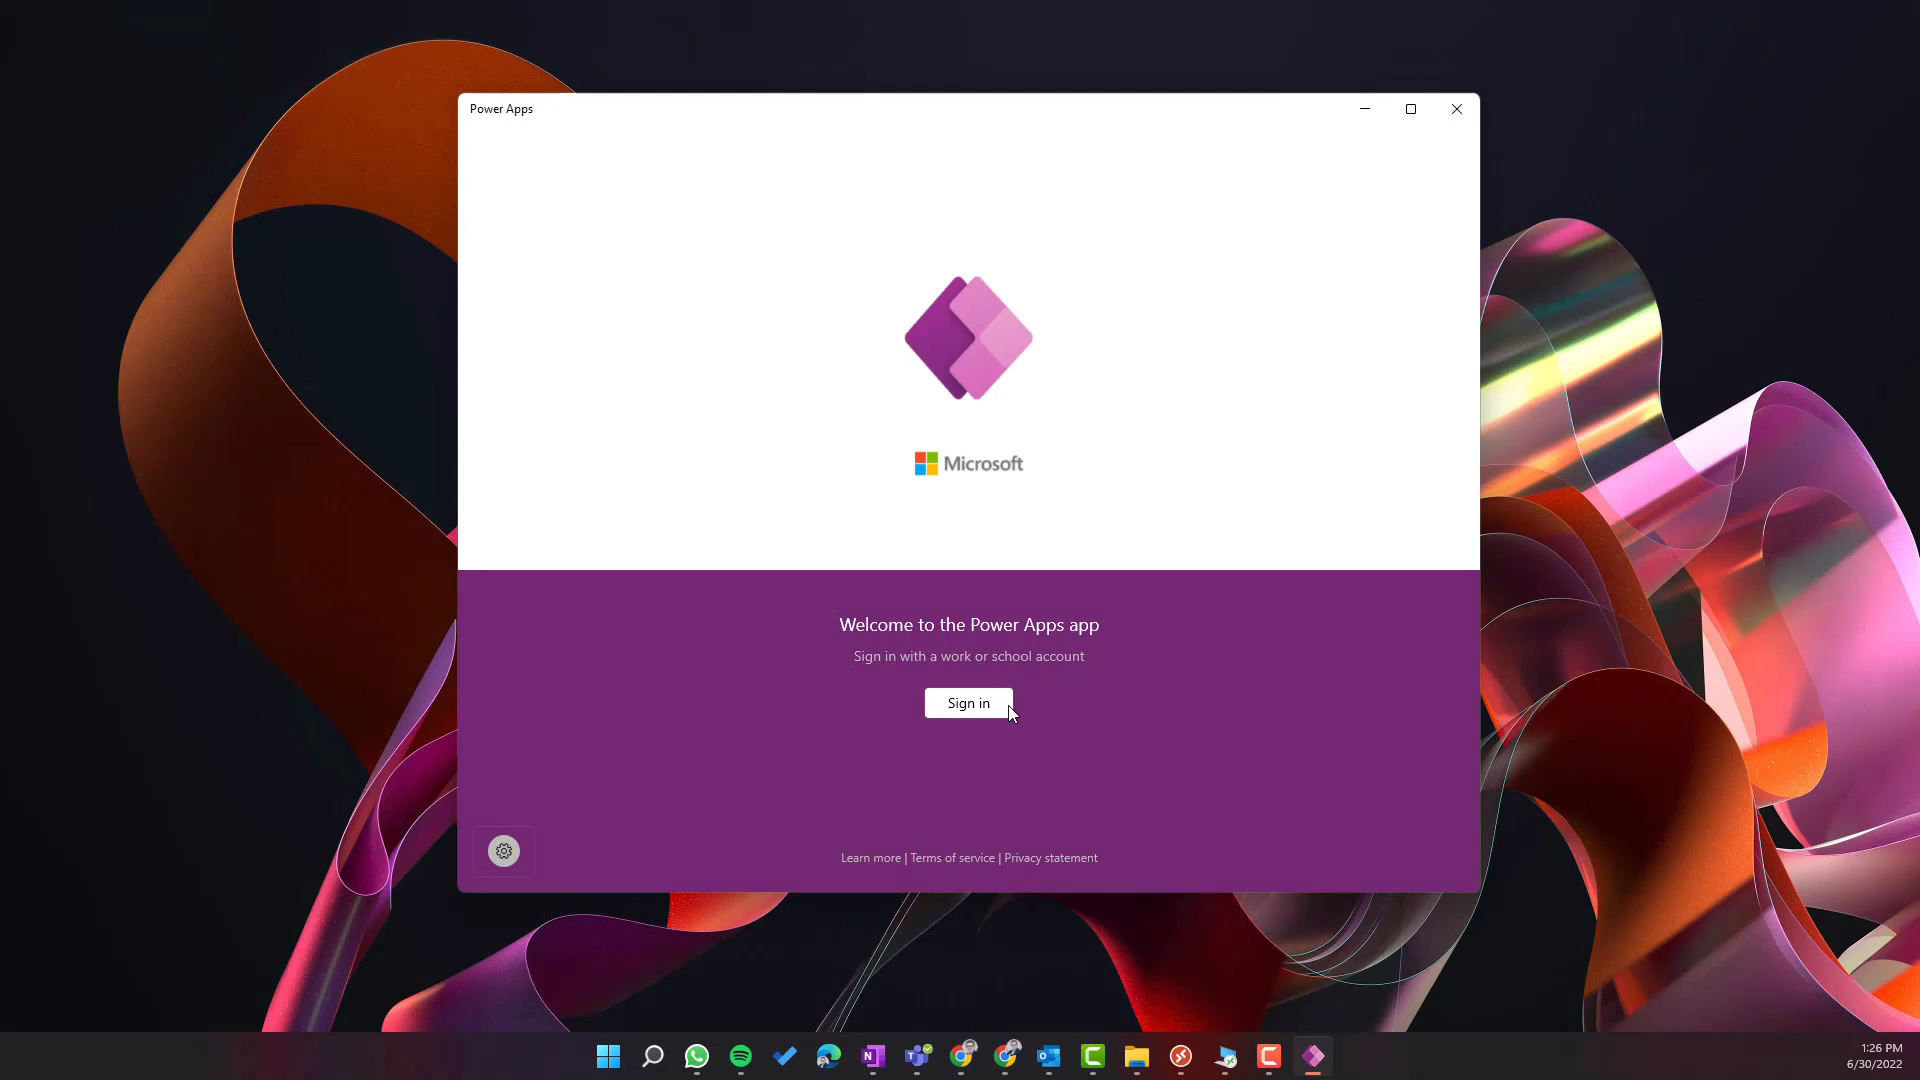 Power Apps
Microsoft
Welcome to the Power Apps app
Sign in with a work or school account
Sign in
Learn more | Terms of service | Privacy statement
1:26 PM
6/30/2022